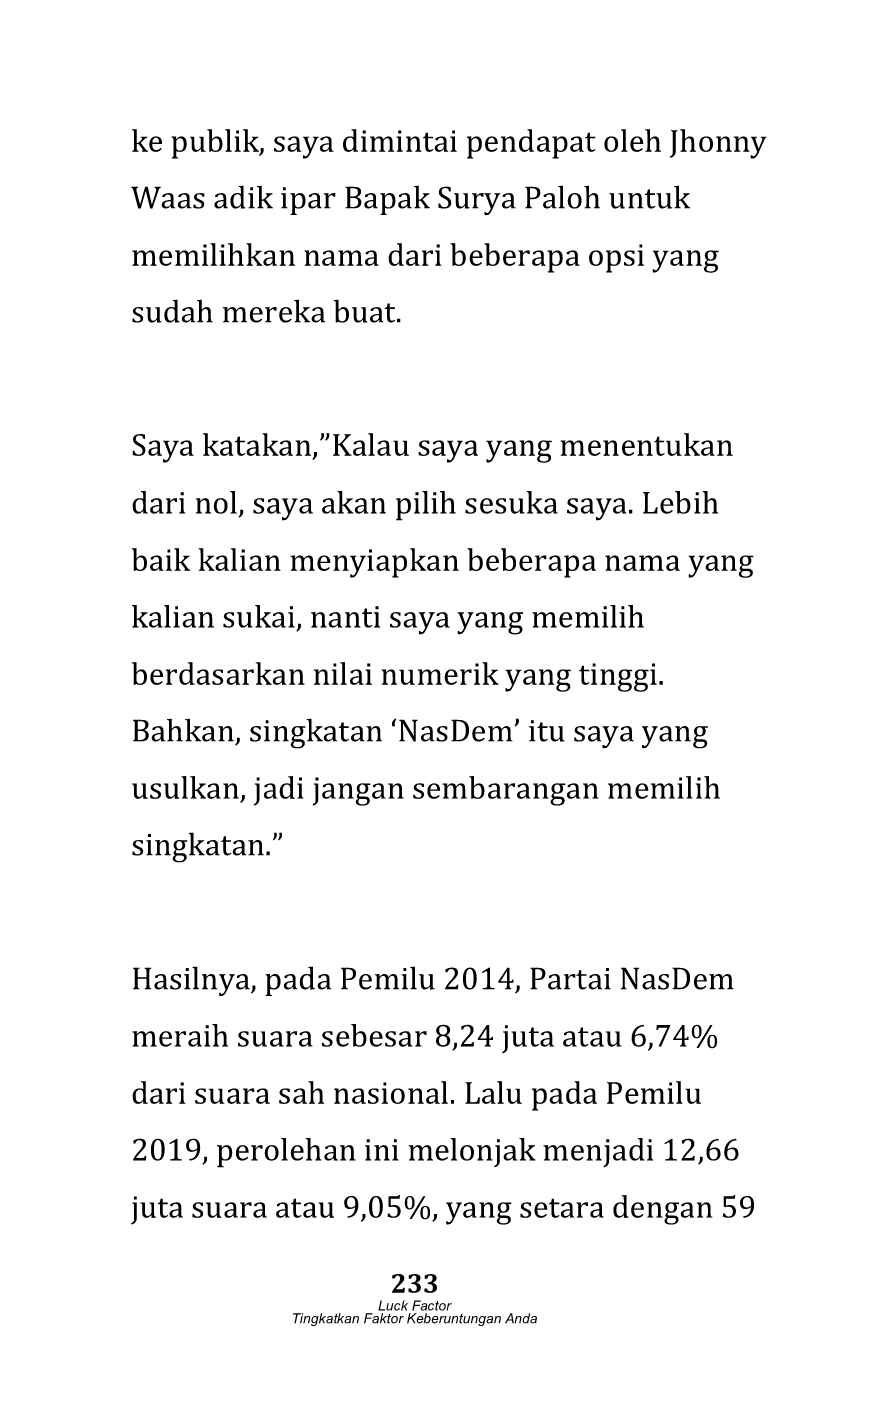 ke publik, saya dimintai pendapat oleh Jhonny
Waas adik ipar Bapak Surya Paloh untuk
memilihkan nama dari beberapa opsi yang
sudah mereka buat.
Saya katakan,”Kalau saya yang menentukan
dari nol, saya akan pilih sesuka saya. Lebih
baik kalian menyiapkan beberapa nama yang
kalian sukai, nanti saya yang memilih
berdasarkan nilai numerik yang tinggi.
Bahkan, singkatan ‘NasDem’ itu saya yang
usulkan, jadi jangan sembarangan memilih
singkatan.”
Hasilnya, pada Pemilu 2014, Partai NasDem
meraih suara sebesar 8,24 juta atau 6,74%
dari suara sah nasional. Lalu pada Pemilu
2019, perolehan ini melonjak menjadi 12,66
juta suara atau 9,05%, yang setara dengan 59
233
Luck Factor
Tingkatkan Faktor Keberuntungan Anda